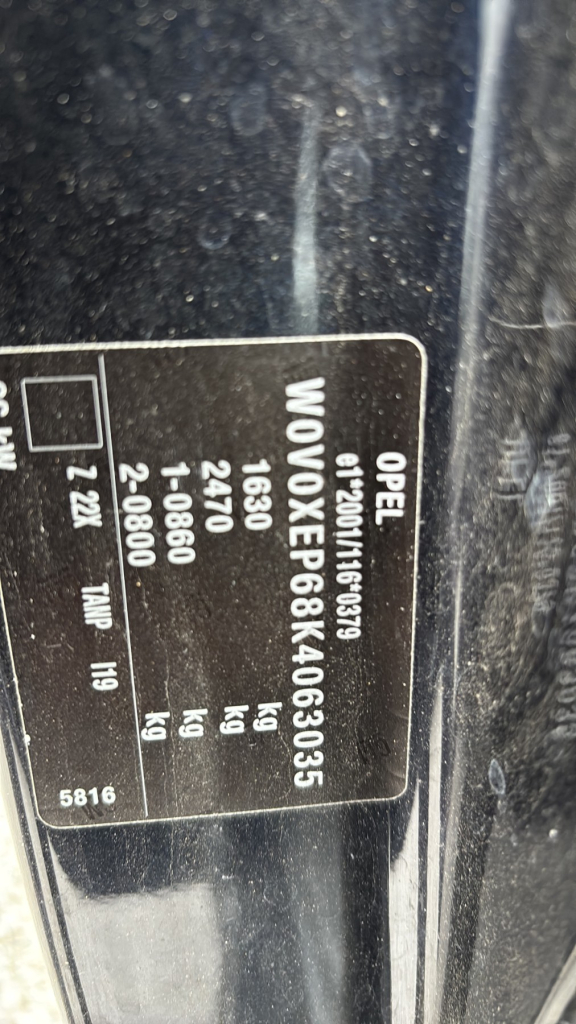 OPEL
e1*2001/116*0379
W0V0XEP68K4063035
1630 kg
2470 kg
1-0860 kg
2-0800 kg
Z 22X TANP I19
5816